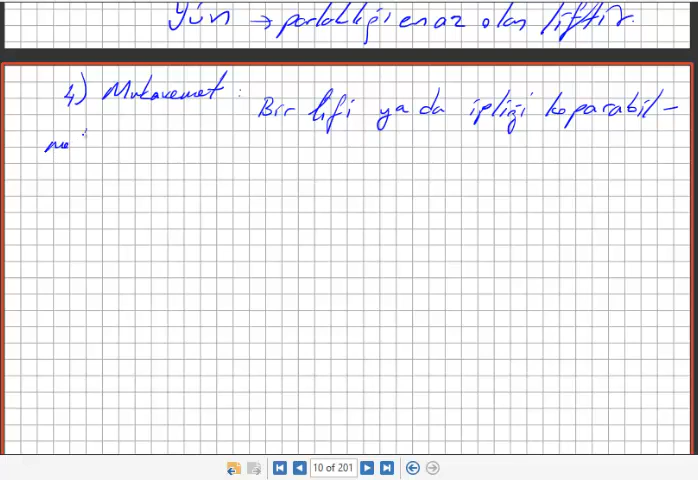 Yün → parlaklığı en az olan liftir.
4) Mukavemet : Bir lifi ya da ipliği koparabil-
me
10 of 201